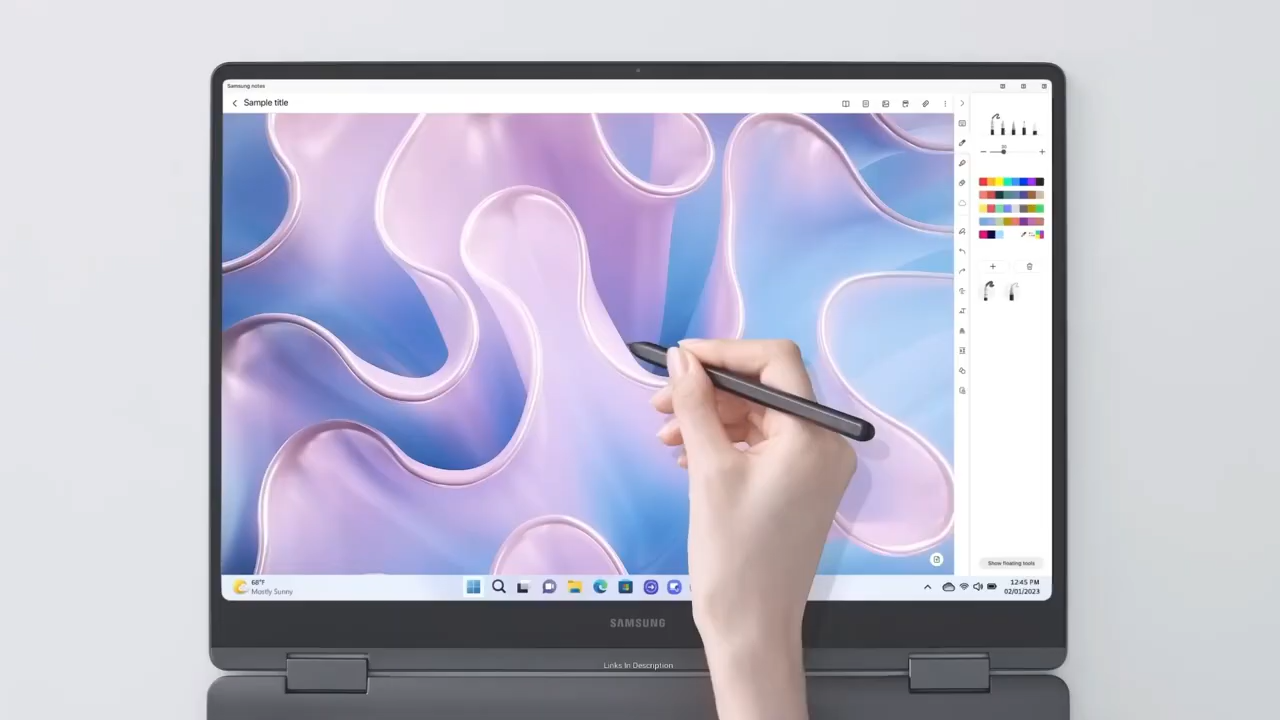 Samsung notes
Sample title
Show floating tools
68°F
Mostly Sunny
12:45 PM
02/01/2023
SAMSUNG
Links In Description